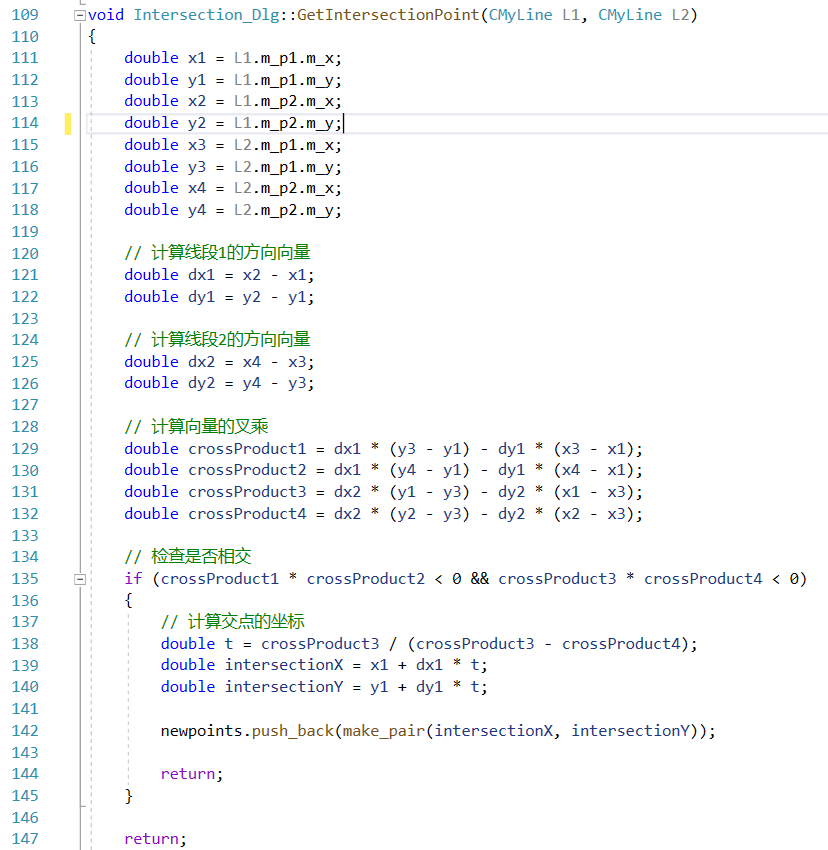 109 void Intersection_Dlg::GetIntersectionPoint(CMyLine L1, CMyLine L2)
110 {
111 double x1 = L1.m_p1.m_x;
112 double y1 = L1.m_p1.m_y;
113 double x2 = L1.m_p2.m_x;
114 double y2 = L1.m_p2.m_y;
115 double x3 = L2.m_p1.m_x;
116 double y3 = L2.m_p1.m_y;
117 double x4 = L2.m_p2.m_x;
118 double y4 = L2.m_p2.m_y;
119
120 // 计算线段1的方向向量
121 double dx1 = x2 - x1;
122 double dy1 = y2 - y1;
123
124 // 计算线段2的方向向量
125 double dx2 = x4 - x3;
126 double dy2 = y4 - y3;
127
128 // 计算向量的叉乘
129 double crossProduct1 = dx1 * (y3 - y1) - dy1 * (x3 - x1);
130 double crossProduct2 = dx1 * (y4 - y1) - dy1 * (x4 - x1);
131 double crossProduct3 = dx2 * (y1 - y3) - dy2 * (x1 - x3);
132 double crossProduct4 = dx2 * (y2 - y3) - dy2 * (x2 - x3);
133
134 // 检查是否相交
135 if (crossProduct1 * crossProduct2 < 0 && crossProduct3 * crossProduct4 < 0)
136 {
137 // 计算交点的坐标
138 double t = crossProduct3 / (crossProduct3 - crossProduct4);
139 double intersectionX = x1 + dx1 * t;
140 double intersectionY = y1 + dy1 * t;
141
142 newpoints.push_back(make_pair(intersectionX, intersectionY));
143
144 return;
145 }
146
147 return;